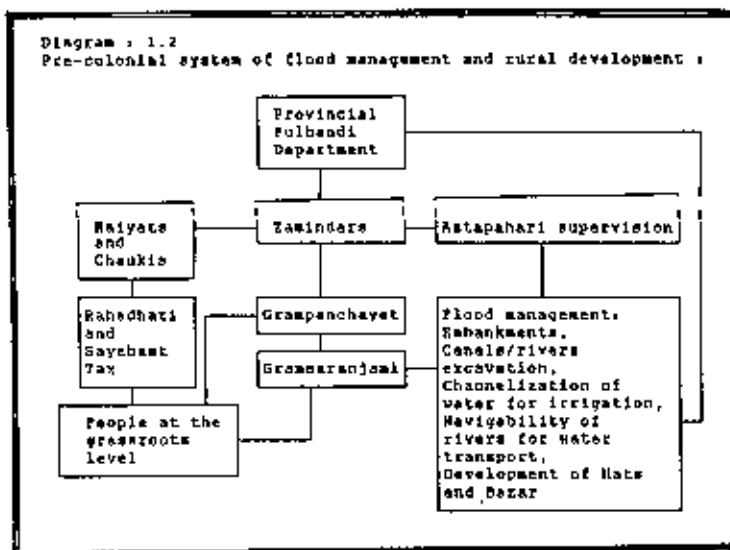 Diagram : 1.2
Pre-colonial system of flood management and rural development :
Provincial
Pulbandi
Department
Raiyats
and
Chaukis
Zaminders
Astapahari supervision
Rahadhari
and
Sayebast
Tax
Grampanchayet
Gramsaranjami
Flood management:
Embankments,
Canals/rivers
excavation,
Channelization of
water for irrigation,
Navigability of
rivers for water
transport,
Development of Hats
and Bazar
People at the
grassroots
level